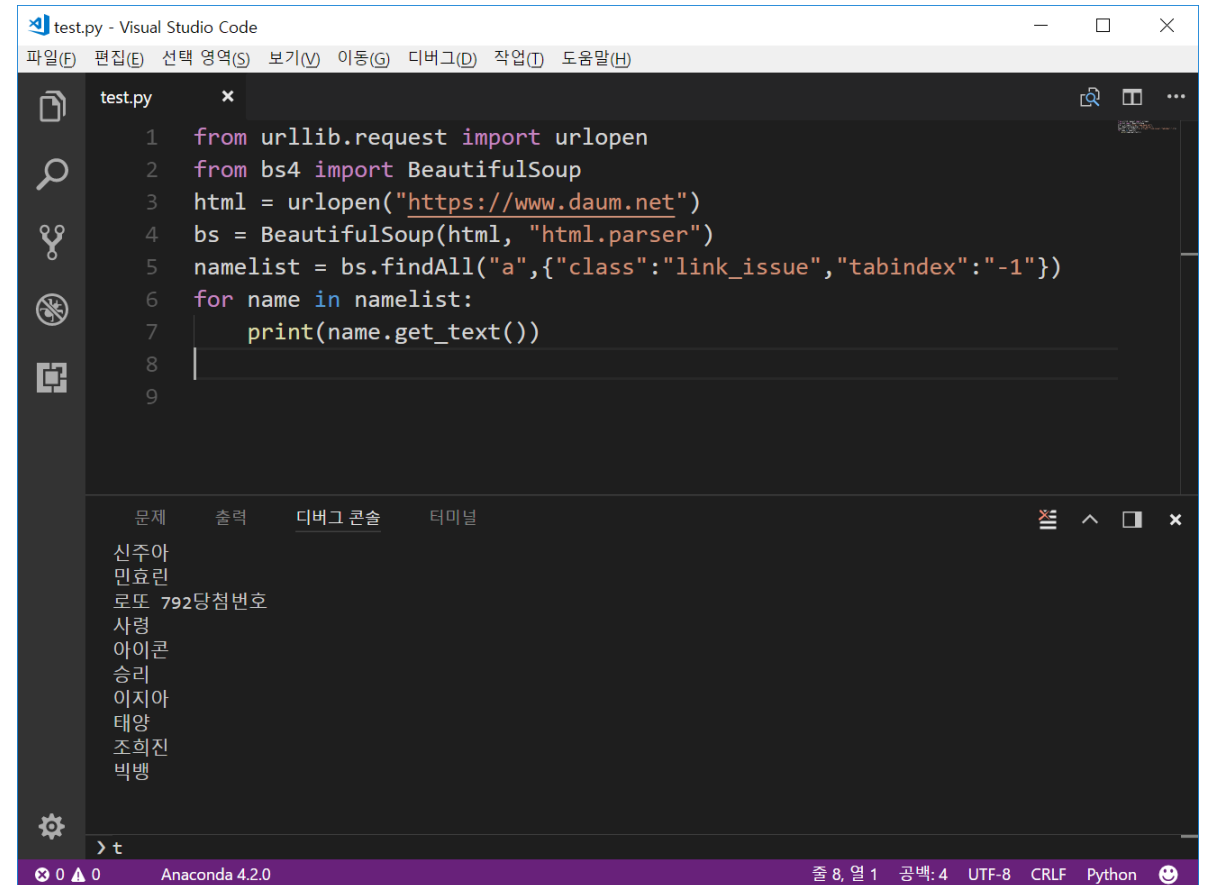 test.py - Visual Studio Code
파일(F) 편집(E) 선택 영역(S) 보기(V) 이동(G) 디버그(D) 작업(T) 도움말(H)
test.py
1 from urllib.request import urlopen
2 from bs4 import BeautifulSoup
3 html = urlopen("https://www.daum.net")
4 bs = BeautifulSoup(html, "html.parser")
5 namelist = bs.findAll("a",{"class":"link_issue","tabindex":"-1"})
6 for name in namelist:
7     print(name.get_text())
8
9
문제 출력 디버그 콘솔 터미널
신주아
민효린
로또 792당첨번호
사령
아이콘
승리
이지아
태양
조희진
빅뱅
❯ t
0 0 Anaconda 4.2.0 줄 8, 열 1 공백: 4 UTF-8 CRLF Python